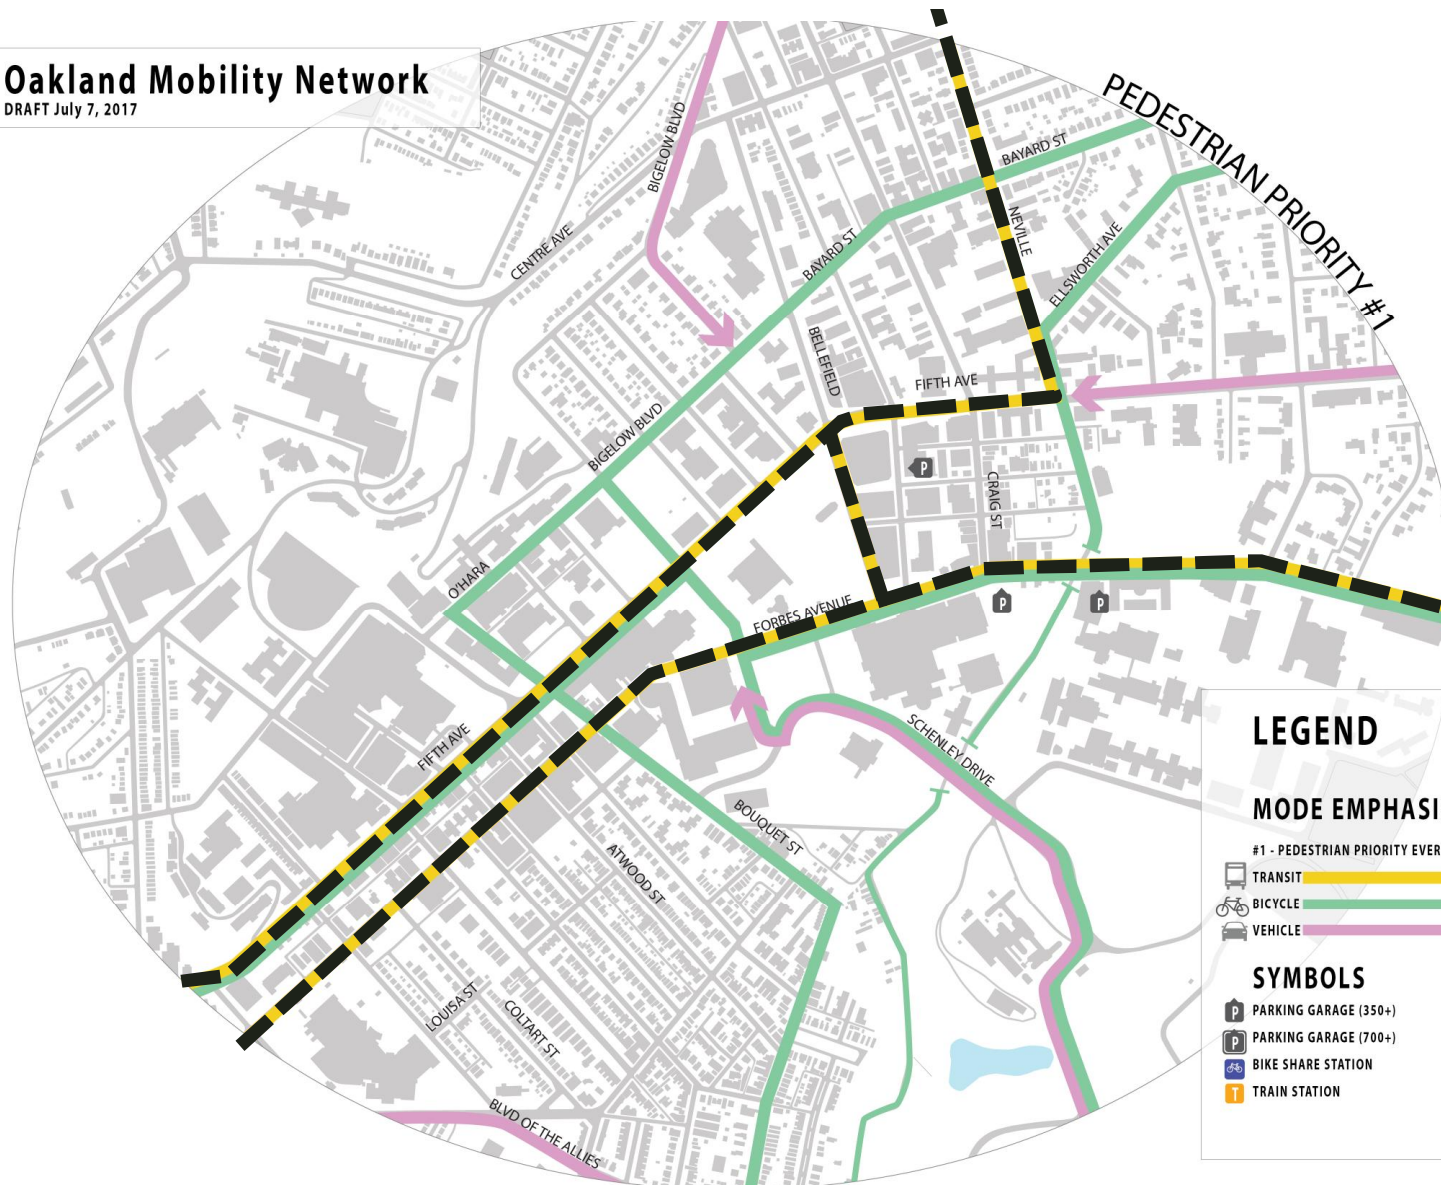 Oakland Mobility Network
DRAFT July 7, 2017
PEDESTRIAN PRIORITY #1
BIGELOW BLVD
BAYARD ST
NEVILLE
CENTRE AVE
BAYARD ST
ELLSWORTH AVE
BELLEFIELD
FIFTH AVE
BIGELOW BLVD
P
CRAIG ST
O'HARA
FORBES AVENUE
P
P
FIFTH AVE
SCHENLEY DRIVE
BOUQUET ST
ATWOOD ST
LOUISA ST
COLTART ST
BLVD OF THE ALLIES
LEGEND
MODE EMPHASI
#1 - PEDESTRIAN PRIORITY EVER
TRANSIT
BICYCLE
VEHICLE
SYMBOLS
P PARKING GARAGE (350+)
P PARKING GARAGE (700+)
BIKE SHARE STATION
T TRAIN STATION